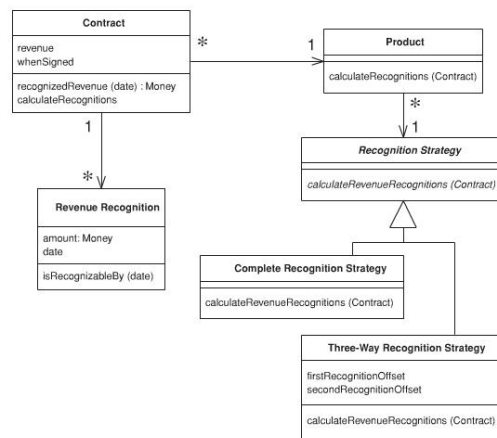 Contract
revenue
whenSigned
recognizedRevenue (date) : Money
calculateRecognitions
*
1
Product
calculateRecognitions (Contract)
*
1
Recognition Strategy
calculateRevenueRecognitions (Contract)
1
*
Revenue Recognition
amount: Money
date
isRecognizableBy (date)
Complete Recognition Strategy
calculateRevenueRecognitions (Contract)
Three-Way Recognition Strategy
firstRecognitionOffset
secondRecognitionOffset
calculateRevenueRecognitions (Contract)